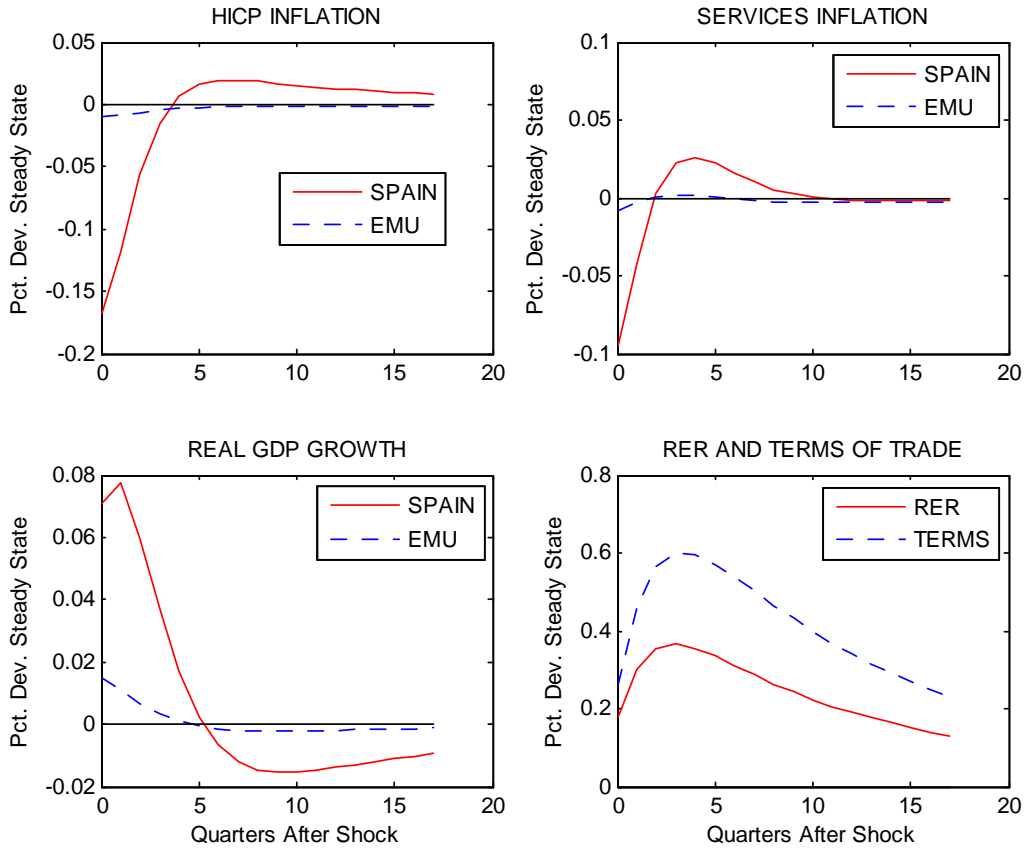 HICP INFLATION
Pct. Dev. Steady State
0.05
0
-0.05
-0.1
-0.15
-0.2
0
5
10
15
20
SPAIN
EMU
SERVICES INFLATION
Pct. Dev. Steady State
0.1
0.05
0
-0.05
-0.1
0
5
10
15
20
SPAIN
EMU
REAL GDP GROWTH
Pct. Dev. Steady State
0.08
0.06
0.04
0.02
0
-0.02
0
5
10
15
20
SPAIN
EMU
Quarters After Shock
RER AND TERMS OF TRADE
Pct. Dev. Steady State
0.8
0.6
0.4
0.2
0
0
5
10
15
20
RER
TERMS
Quarters After Shock